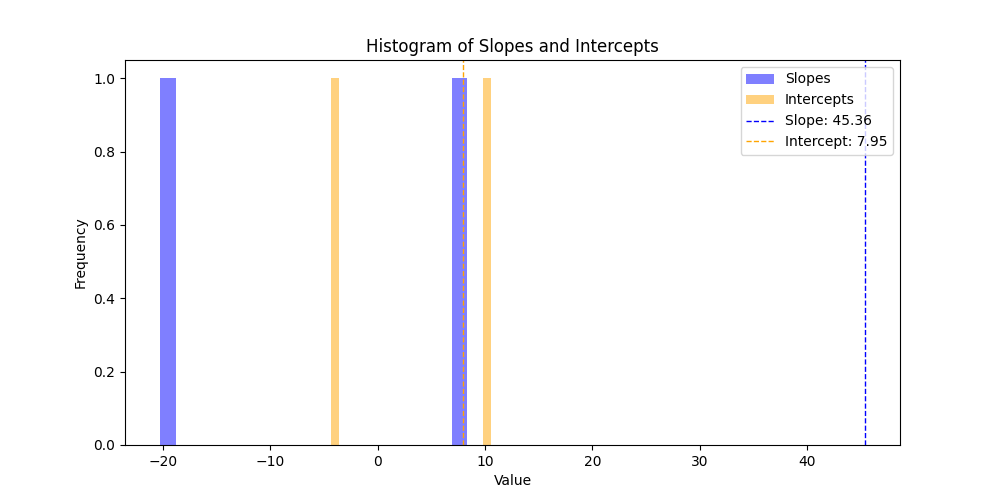 Histogram of Slopes and Intercepts
Slopes
Intercepts
Slope: 45.36
Intercept: 7.95
Frequency
1.0
0.8
0.6
0.4
0.2
0.0
−20
−10
0
10
20
30
40
Value